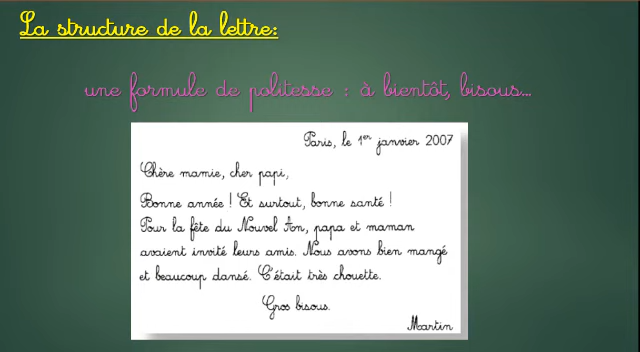 La structure de la lettre:
une formule de politesse : à bientôt, bisous...
Paris, le 1er janvier 2007
Chère mamie, cher papi,
Bonne année ! Et surtout, bonne santé !
Pour la fête du Nouvel An, papa et maman
avaient invité leurs amis. Nous avons bien mangé
et beaucoup dansé. C'était très chouette.
Gros bisous.
Martin